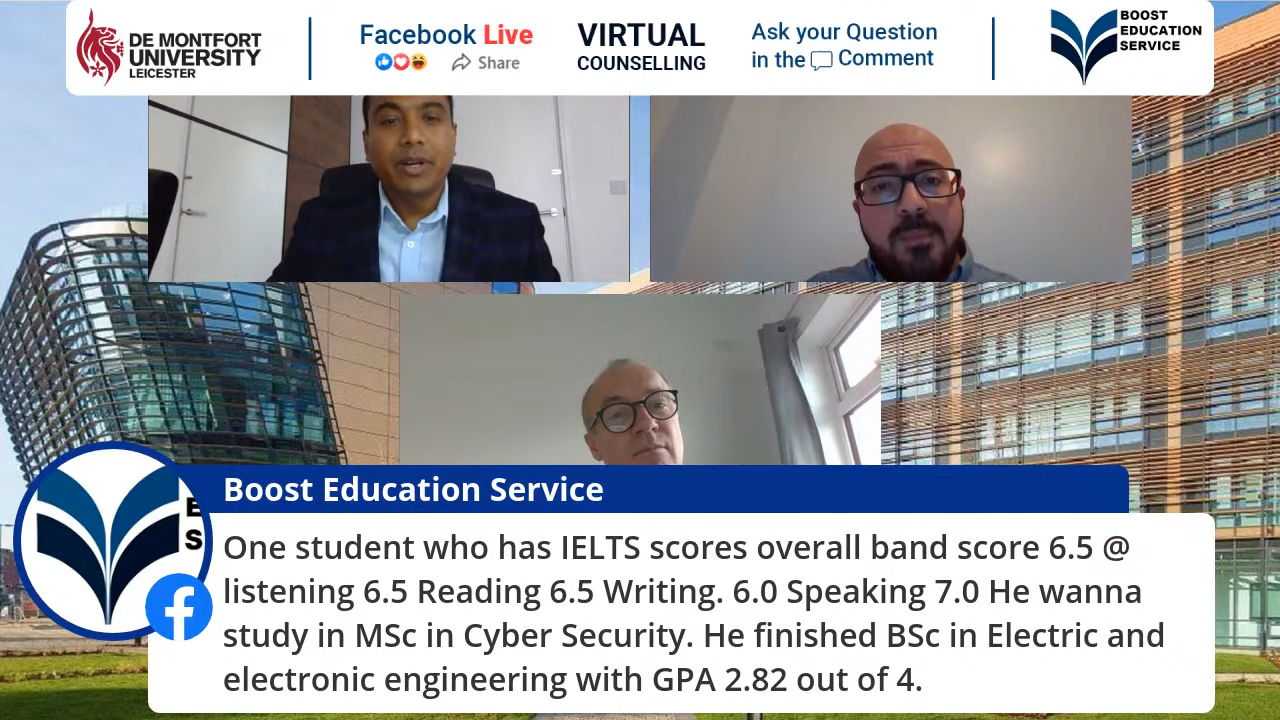 DE MONTFORT
UNIVERSITY
LEICESTER
Facebook Live
Share
VIRTUAL
COUNSELLING
Ask your Question
in the Comment
BOOST
EDUCATION
SERVICE
E
S
Boost Education Service
One student who has IELTS scores overall band score 6.5 @
listening 6.5 Reading 6.5 Writing. 6.0 Speaking 7.0 He wanna
study in MSc in Cyber Security. He finished BSc in Electric and
electronic engineering with GPA 2.82 out of 4.